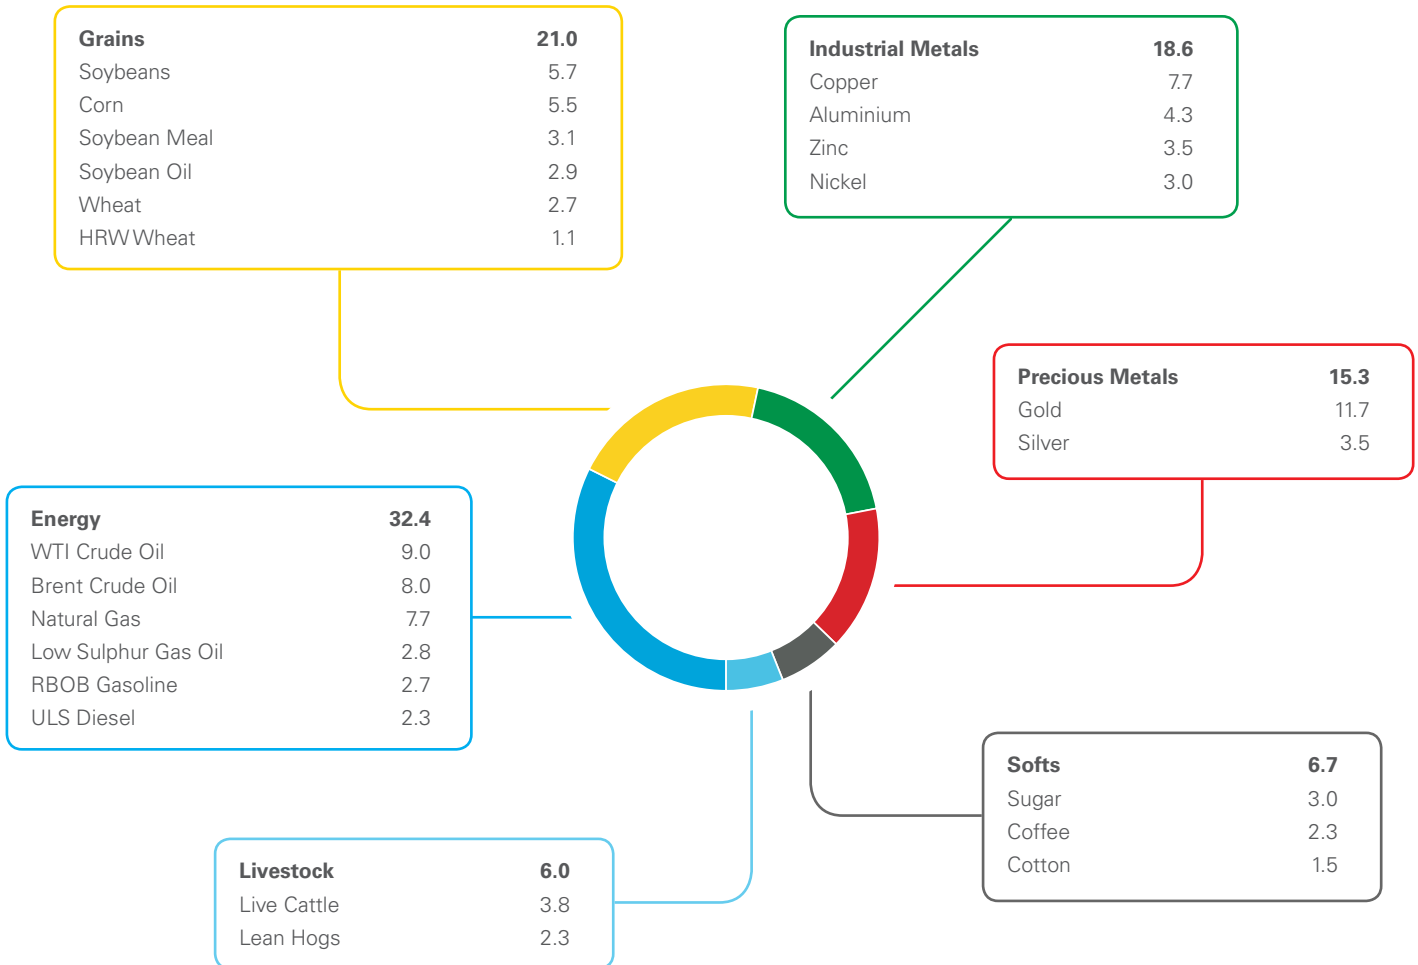 Grains 21.0
Soybeans 5.7
Corn 5.5
Soybean Meal 3.1
Soybean Oil 2.9
Wheat 2.7
HRW Wheat 1.1
Industrial Metals 18.6
Copper 7.7
Aluminium 4.3
Zinc 3.5
Nickel 3.0
Precious Metals 15.3
Gold 11.7
Silver 3.5
Energy 32.4
WTI Crude Oil 9.0
Brent Crude Oil 8.0
Natural Gas 7.7
Low Sulphur Gas Oil 2.8
RBOB Gasoline 2.7
ULS Diesel 2.3
Softs 6.7
Sugar 3.0
Coffee 2.3
Cotton 1.5
Livestock 6.0
Live Cattle 3.8
Lean Hogs 2.3